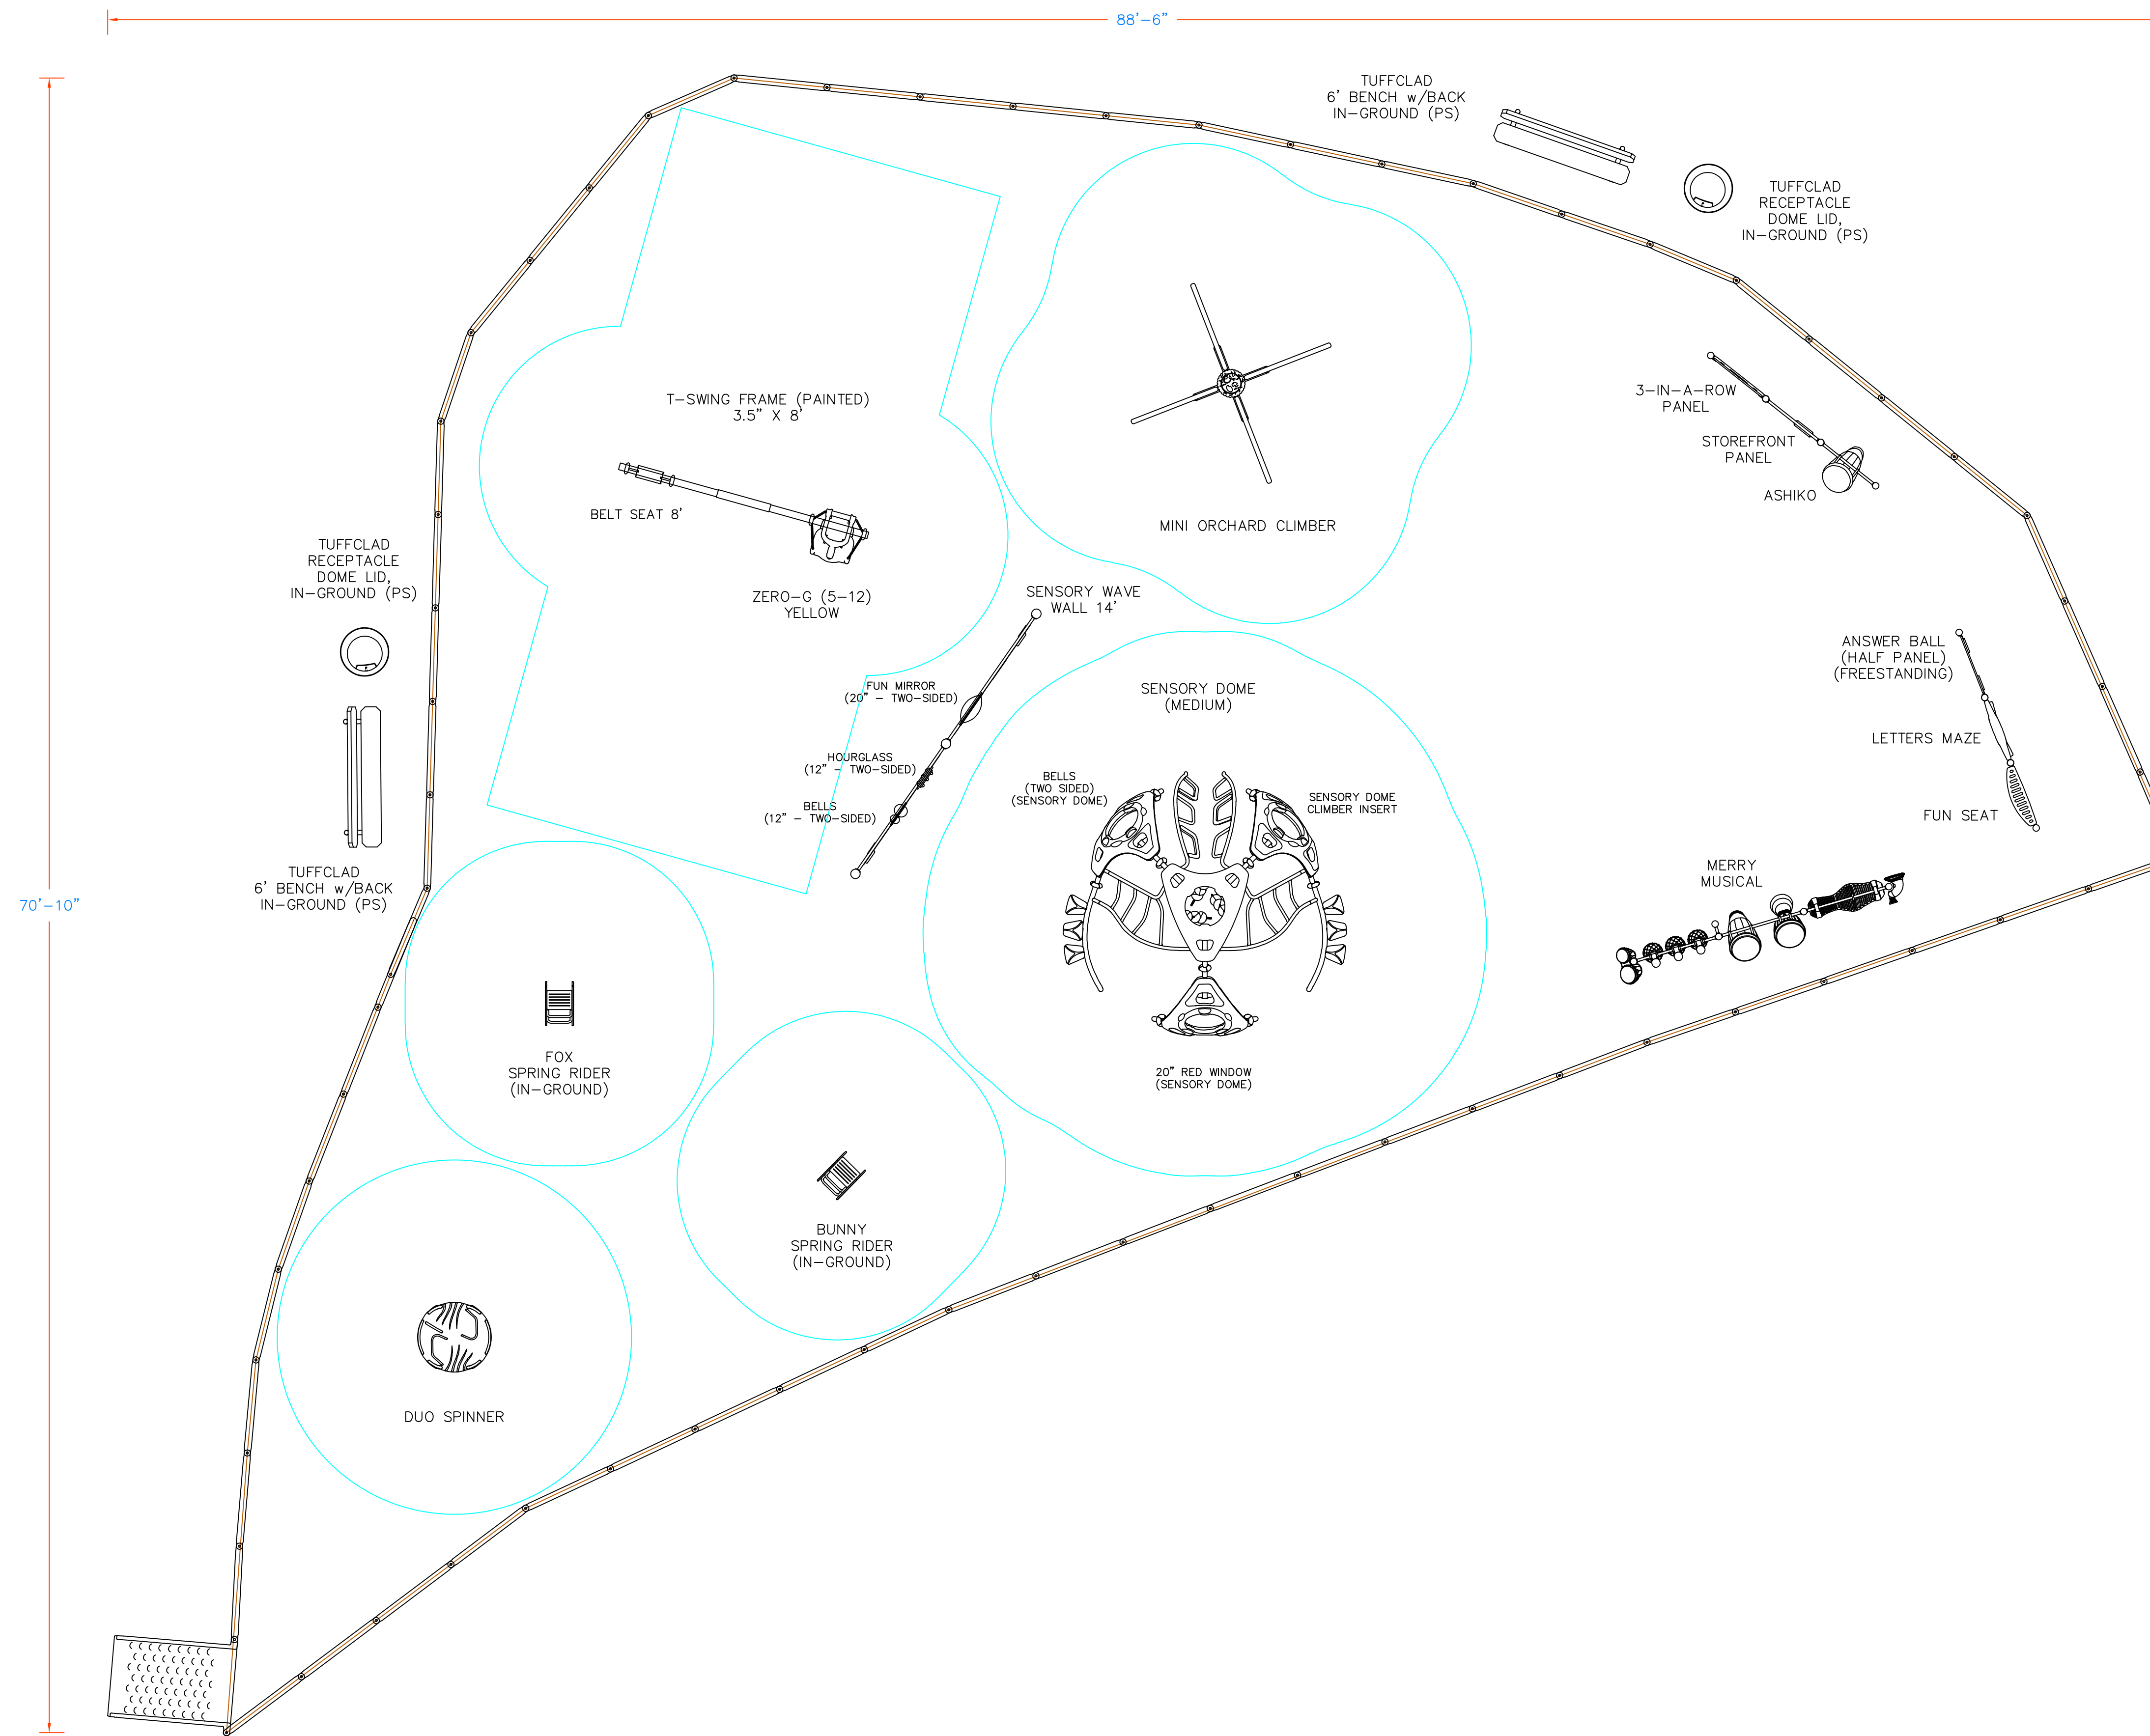 88'-6"
TUFFCLAD
6' BENCH w/BACK
IN-GROUND (PS)
TUFFCLAD
RECEPTACLE
DOME LID,
IN-GROUND (PS)
T-SWING FRAME (PAINTED)
3.5" X 8'
3-IN-A-ROW
PANEL
STOREFRONT
PANEL
ASHIKO
BELT SEAT 8'
MINI ORCHARD CLIMBER
TUFFCLAD
RECEPTACLE
DOME LID,
IN-GROUND (PS)
ZERO-G (5-12)
YELLOW
SENSORY WAVE
WALL 14'
ANSWER BALL
(HALF PANEL)
(FREESTANDING)
FUN MIRROR
(20" - TWO-SIDED)
SENSORY DOME
(MEDIUM)
LETTERS MAZE
HOURGLASS
(12" - TWO-SIDED)
BELLS
(TWO SIDED)
(SENSORY DOME)
SENSORY DOME
CLIMBER INSERT
BELLS
(12" - TWO-SIDED)
FUN SEAT
TUFFCLAD
6' BENCH w/BACK
IN-GROUND (PS)
MERRY
MUSICAL
70'-10"
FOX
SPRING RIDER
(IN-GROUND)
20" RED WINDOW
(SENSORY DOME)
BUNNY
SPRING RIDER
(IN-GROUND)
DUO SPINNER